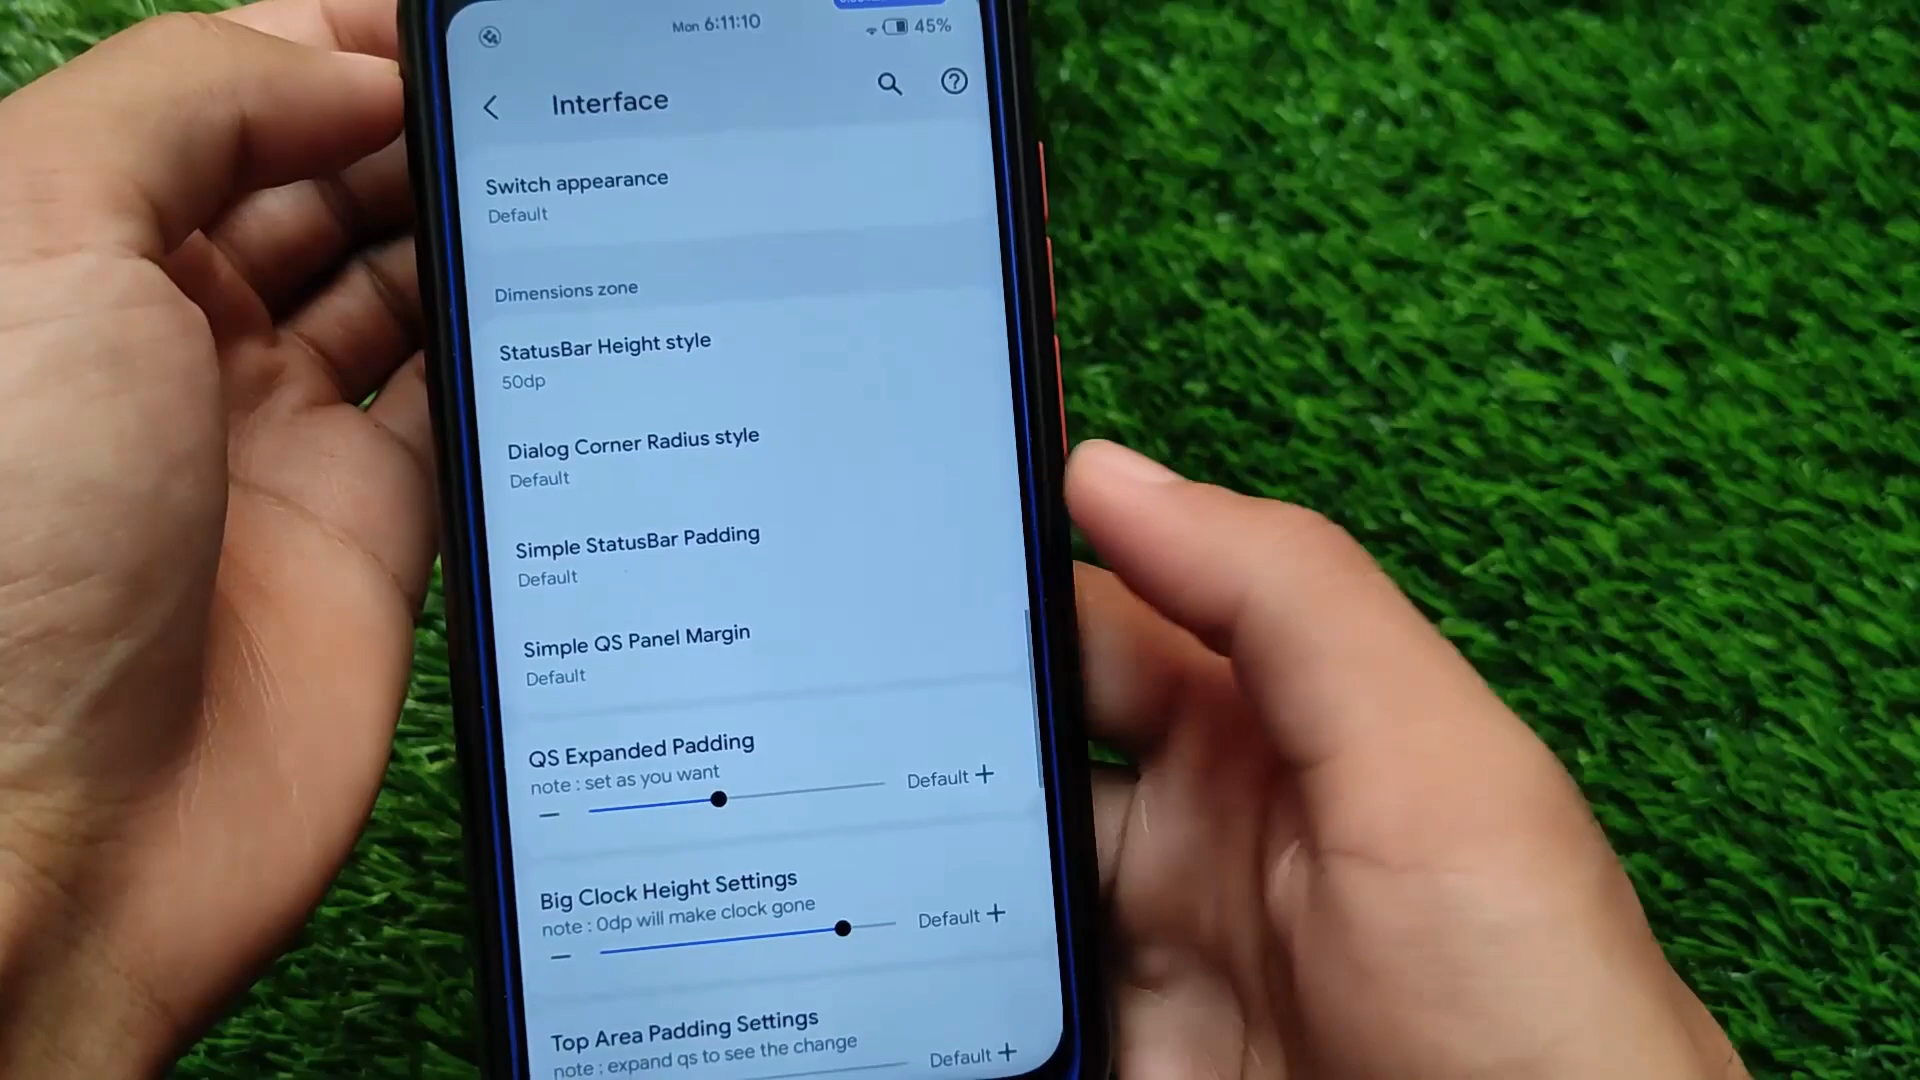 Mon 6:11:10
45%
Interface
Switch appearance
Default
Dimensions zone
StatusBar Height style
50dp
Dialog Corner Radius style
Default
Simple StatusBar Padding
Default
Simple QS Panel Margin
Default
QS Expanded Padding
note : set as you want
Default +
Big Clock Height Settings
note : 0dp will make clock gone
Default +
Top Area Padding Settings
note : expand qs to see the change
Default +